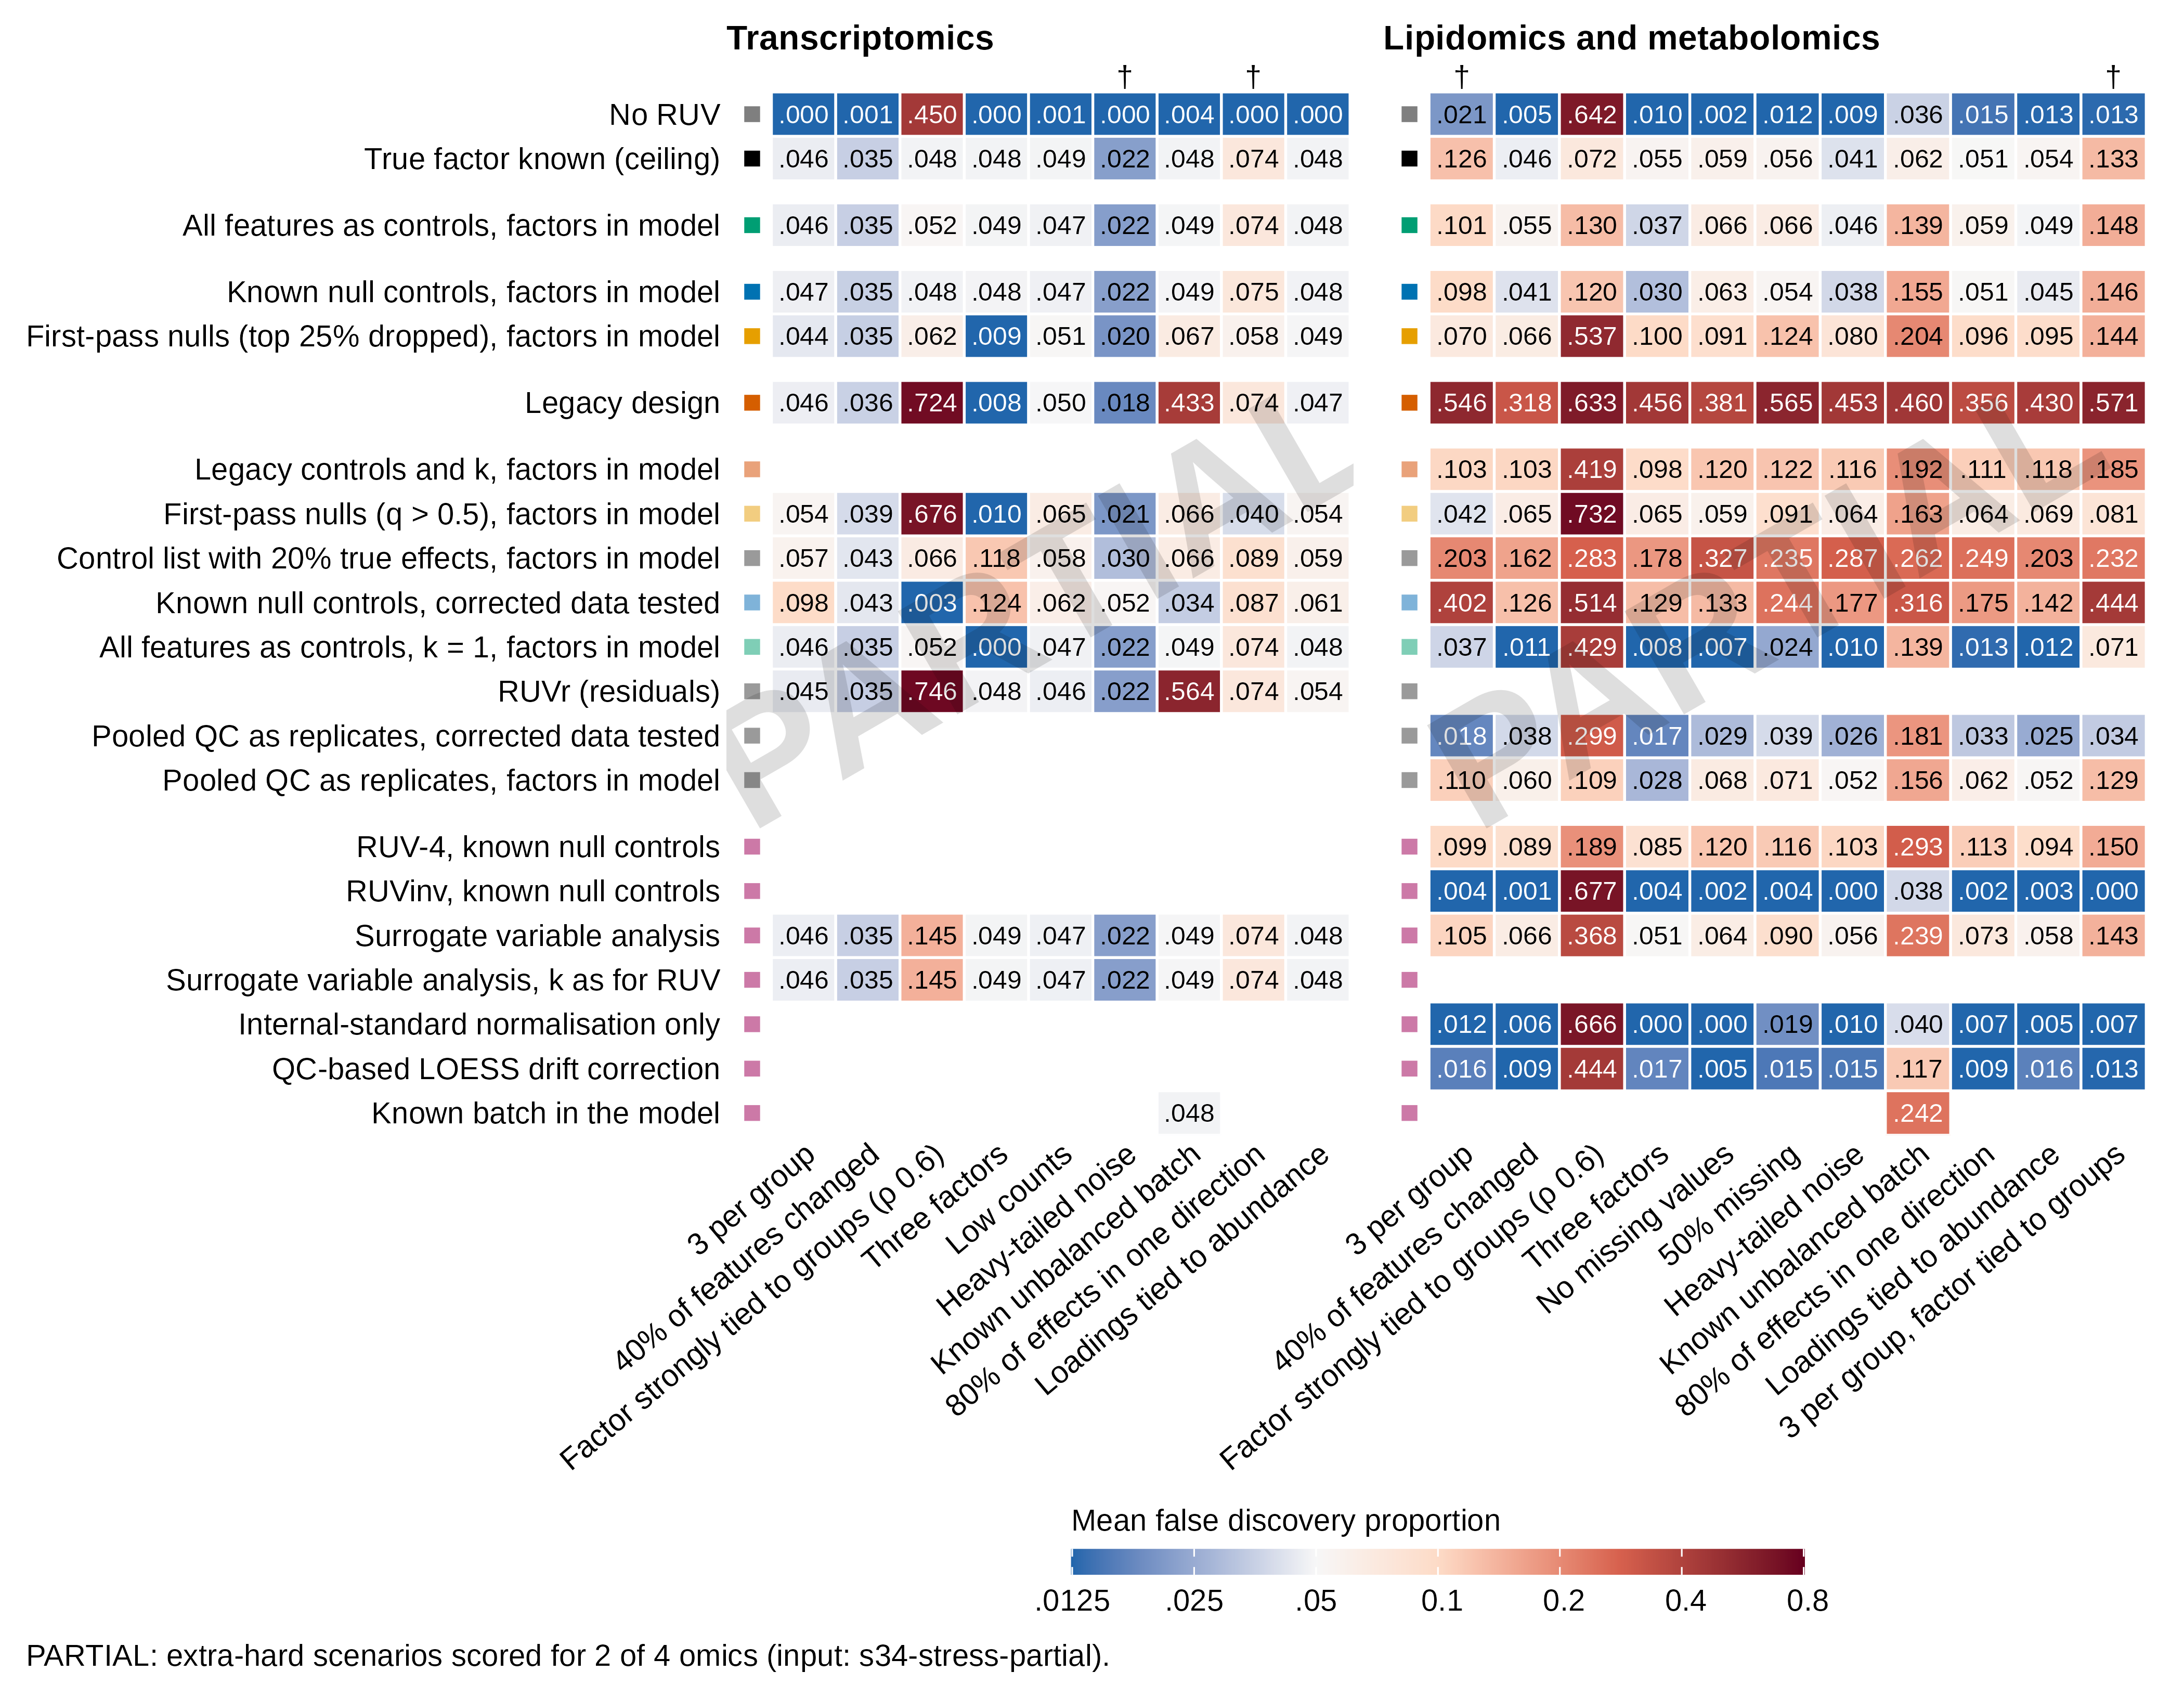 Transcriptomics
Lipidomics and metabolomics
† †
† †
No RUV .000 .001 .450 .000 .001 .000 .004 .000 .000 .021 .005 .642 .010 .002 .012 .009 .036 .015 .013 .013
True factor known (ceiling) .046 .035 .048 .048 .049 .022 .048 .074 .048 .126 .046 .072 .055 .059 .056 .041 .062 .051 .054 .133
All features as controls, factors in model .046 .035 .052 .049 .047 .022 .049 .074 .048 .101 .055 .130 .037 .066 .066 .046 .139 .059 .049 .148
Known null controls, factors in model .047 .035 .048 .048 .047 .022 .049 .075 .048 .098 .041 .120 .030 .063 .054 .038 .155 .051 .045 .146
First-pass nulls (top 25% dropped), factors in model .044 .035 .062 .009 .051 .020 .067 .058 .049 .070 .066 .537 .100 .091 .124 .080 .204 .096 .095 .144
Legacy design .046 .036 .724 .008 .050 .018 .433 .074 .047 .546 .318 .633 .456 .381 .565 .453 .460 .356 .430 .571
Legacy controls and k, factors in model .103 .103 .419 .098 .120 .122 .116 .192 .111 .118 .185
First-pass nulls (q > 0.5), factors in model .054 .039 .676 .010 .065 .021 .066 .040 .054 .042 .065 .732 .065 .059 .091 .064 .163 .064 .069 .081
Control list with 20% true effects, factors in model .057 .043 .066 .118 .058 .030 .066 .089 .059 .203 .162 .283 .178 .327 .235 .287 .262 .249 .203 .232
Known null controls, corrected data tested .098 .043 .003 .124 .062 .052 .034 .087 .061 .402 .126 .514 .129 .133 .244 .177 .316 .175 .142 .444
All features as controls, k = 1, factors in model .046 .035 .052 .000 .047 .022 .049 .074 .048 .037 .011 .429 .008 .007 .024 .010 .139 .013 .012 .071
RUVr (residuals) .045 .035 .746 .048 .046 .022 .564 .074 .054
Pooled QC as replicates, corrected data tested .018 .038 .299 .017 .029 .039 .026 .181 .033 .025 .034
Pooled QC as replicates, factors in model .110 .060 .109 .028 .068 .071 .052 .156 .062 .052 .129
RUV-4, known null controls .099 .089 .189 .085 .120 .116 .103 .293 .113 .094 .150
RUVinv, known null controls .004 .001 .677 .004 .002 .004 .000 .038 .002 .003 .000
Surrogate variable analysis .046 .035 .145 .049 .047 .022 .049 .074 .048 .105 .066 .368 .051 .064 .090 .056 .239 .073 .058 .143
Surrogate variable analysis, k as for RUV .046 .035 .145 .049 .047 .022 .049 .074 .048
Internal-standard normalisation only .012 .006 .666 .000 .000 .019 .010 .040 .007 .005 .007
QC-based LOESS drift correction .016 .009 .444 .017 .005 .015 .015 .117 .009 .016 .013
Known batch in the model .048 .242
PARTIAL
PARTIAL
3 per group
40% of features changed
Factor strongly tied to groups (ρ 0.6)
Three factors
Low counts
Heavy-tailed noise
Known unbalanced batch
80% of effects in one direction
Loadings tied to abundance
3 per group
40% of features changed
Factor strongly tied to groups (ρ 0.6)
Three factors
No missing values
50% missing
Heavy-tailed noise
Known unbalanced batch
80% of effects in one direction
Loadings tied to abundance
3 per group, factor tied to groups
Mean false discovery proportion
.0125 .025 .05 0.1 0.2 0.4 0.8
PARTIAL: extra-hard scenarios scored for 2 of 4 omics (input: s34-stress-partial).